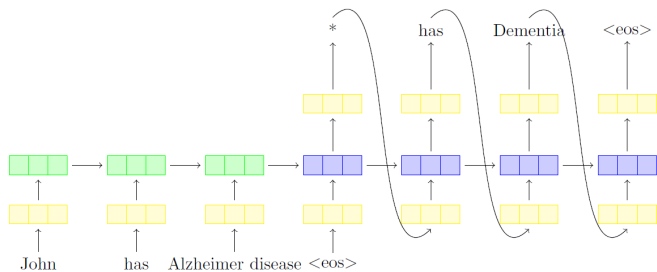 * has Dementia <eos>
John has Alzheimer disease <eos>